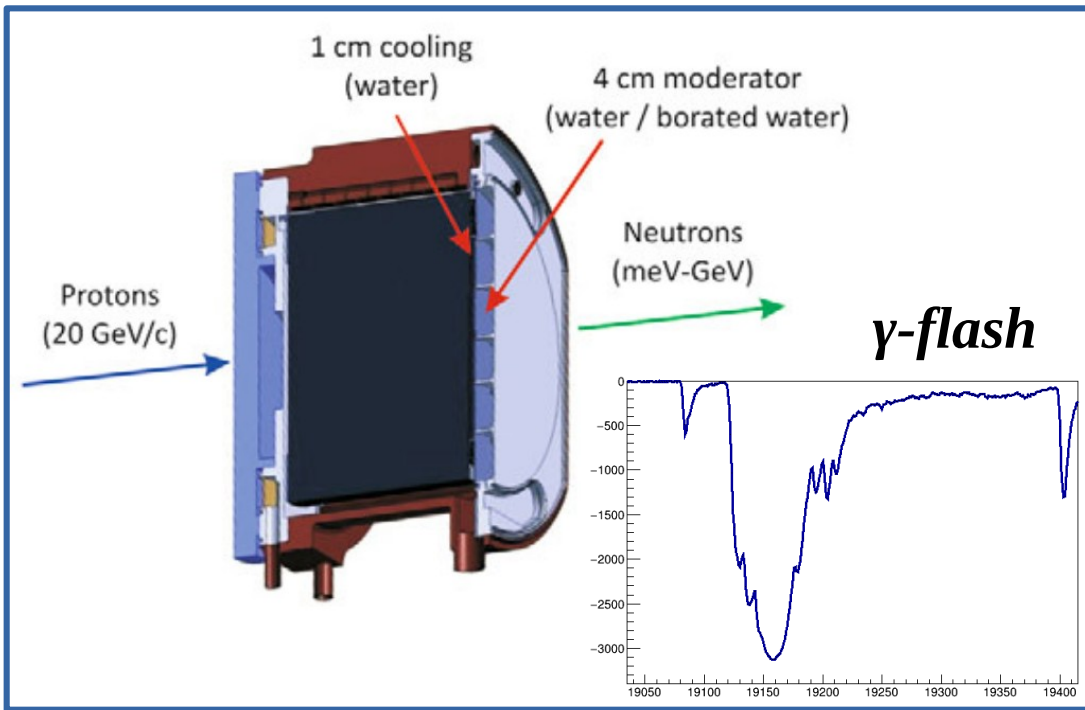 1 cm cooling
(water)
4 cm moderator
(water / borated water)
Neutrons
(meV-GeV)
Protons
(20 GeV/c)
γ-flash
0
−500
−1000
−1500
−2000
−2500
−3000
19050 19100 19150 19200 19250 19300 19350 19400